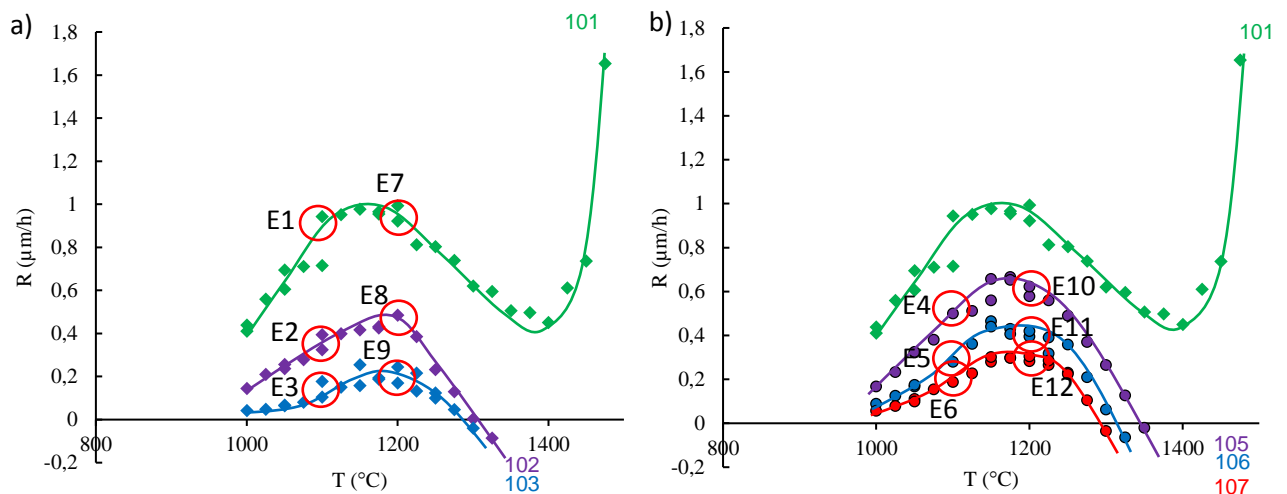 a)
101
1,8
1,6
1,4
1,2
1
0,8
0,6
0,4
0,2
0
-0,2
R (µm/h)
E1
E7
E2
E8
E3
E9
800
1000
1200
1400
T (°C)
102
103
b)
101
1,8
1,6
1,4
1,2
1
0,8
0,6
0,4
0,2
0
-0,2
R (µm/h)
E4
E10
E5
E11
E6
E12
800
1000
1200
1400
T (°C)
105
106
107